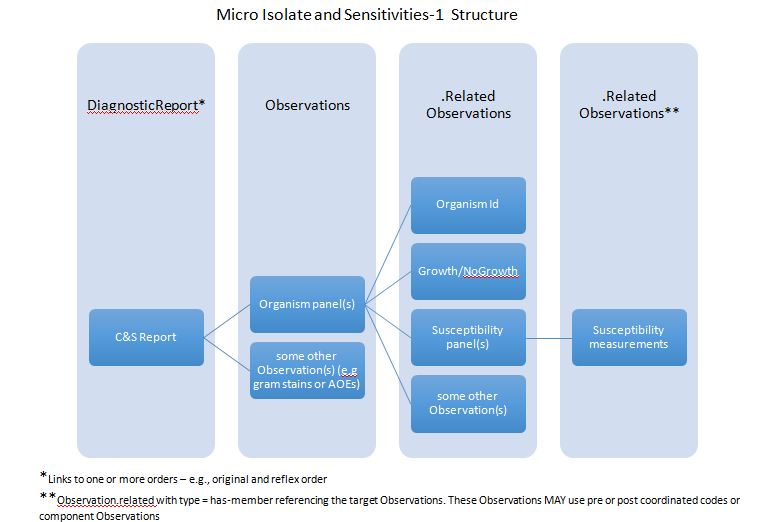 Micro Isolate and Sensitivities-1 Structure
DiagnosticReport*
Observations
.Related
Observations
.Related
Observations**
Organism Id
Growth/NoGrowth
Organism panel(s)
C&S Report
Susceptibility
panel(s)
Susceptibility
measurements
some other
Observation(s) (e.g
gram stains or AOEs)
some other
Observation(s)
*Links to one or more orders – e.g., original and reflex order
**Observation.related with type = has-member referencing the target Observations. These Observations MAY use pre or post coordinated codes or
component Observations